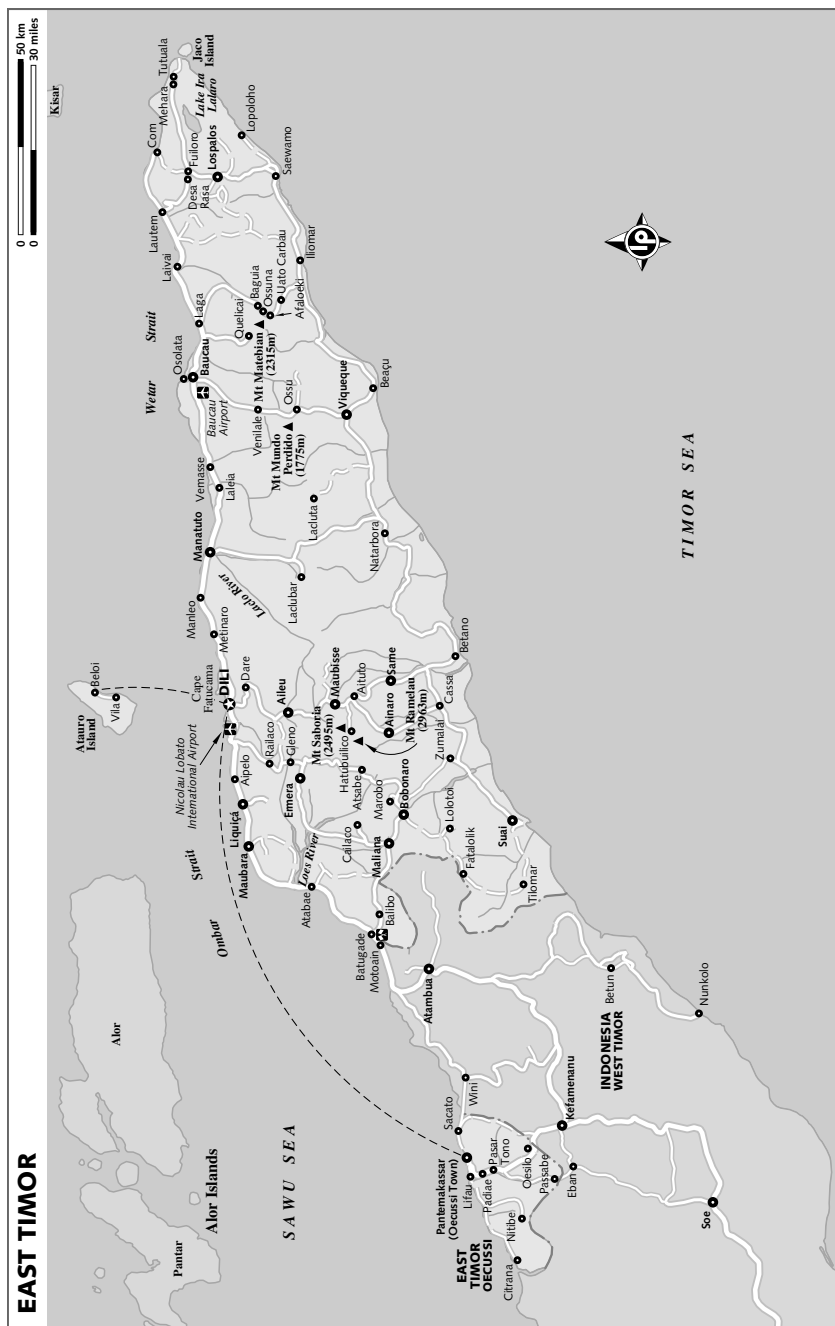 EAST TIMOR
0 50 km
0 30 miles
Kisar
Pantar
Alor
Alor Islands
Atauro
Island
Beloi
Vila
Ombar
Strait
Wetar
Strait
SAWU SEA
TIMOR SEA
Nicolau Lobato
International Airport
Cape
Fatucama
DILI
Dare
Metinaro
Manleo
Manatuto
Laclo River
Laleia
Vemasse
Baucau
Airport
Baucau
Osolata
Laga
Laivai
Lautem
Com
Mehara
Tutuala
Jaco
Island
Lake Ira
Lalaro
Fuiloro
Desa
Rasa
Lospalos
Lopoloho
Saewamo
Iliomar
Quelicai
Baguia
Ossuna
Uato Carbau
Afaloeki
Mt Matebian
(2315m)
Venilale
Ossu
Mt Mundo
Perdido
(1775m)
Viqueque
Beaçu
Lacluta
Laclubar
Natarbora
Aipelo
Liquiçá
Maubara
Railaco
Gleno
Ermera
Aileu
Maubisse
Aituto
Same
Betano
Mt Saboria
(2495m)
Hatubuilico
Ainaro
Mt Ramelau
(2963m)
Cassa
Zumalai
Atsabe
Marobo
Bobonaro
Cailaco
Maliana
Loes River
Atabae
Balibo
Batugade
Motoain
Lolotoi
Fatalolik
Suai
Tilomar
Atambua
Betun
Nunkolo
INDONESIA
WEST TIMOR
Wini
Kefamenanu
Sacato
Pantemakassar
(Oecussi Town)
Lifau
Padiae
Pasar
Tono
Oesilo
Passabe
Eban
Nitibe
Citrana
EAST
TIMOR
OECUSSI
Soe
lp